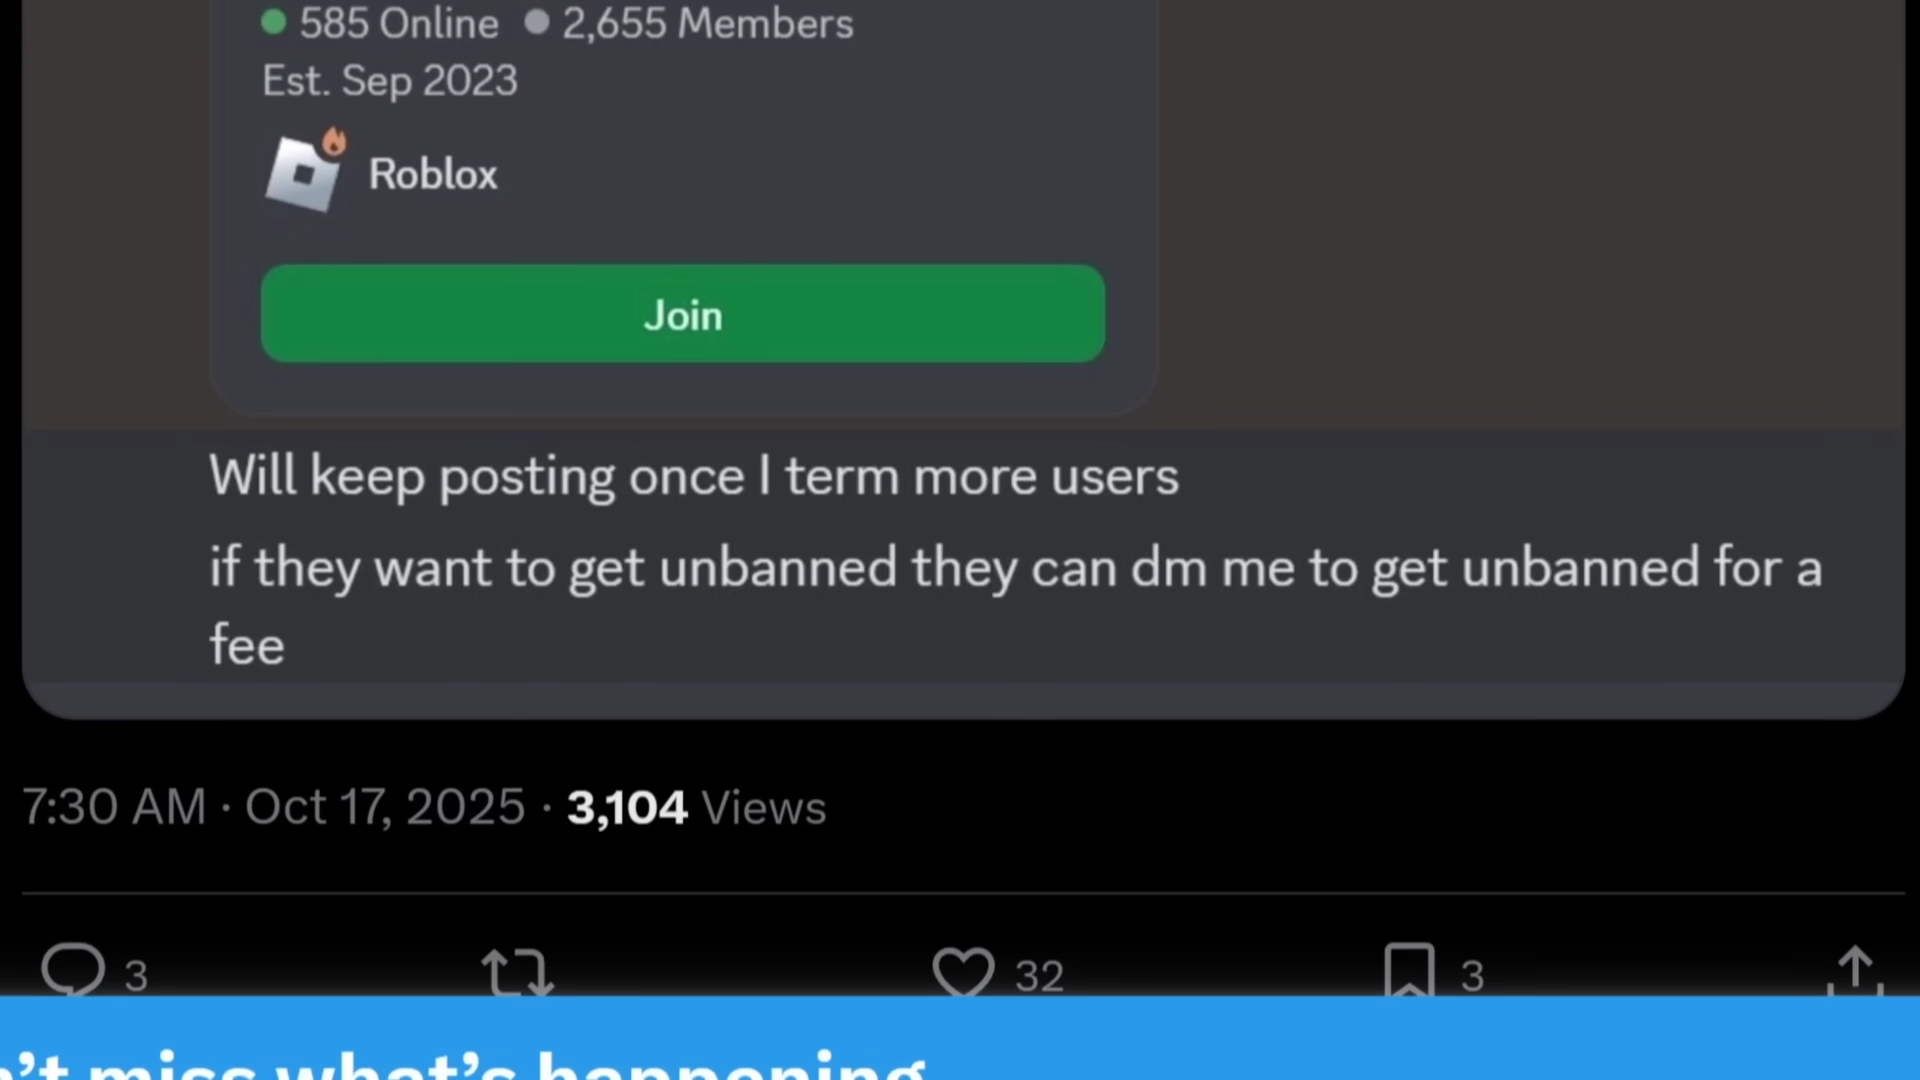 585 Online 2,655 Members
Est. Sep 2023
Roblox
Join
Will keep posting once I term more users
if they want to get unbanned they can dm me to get unbanned for a
fee
7:30 AM · Oct 17, 2025 · 3,104 Views
3 32 3
miss what's happening